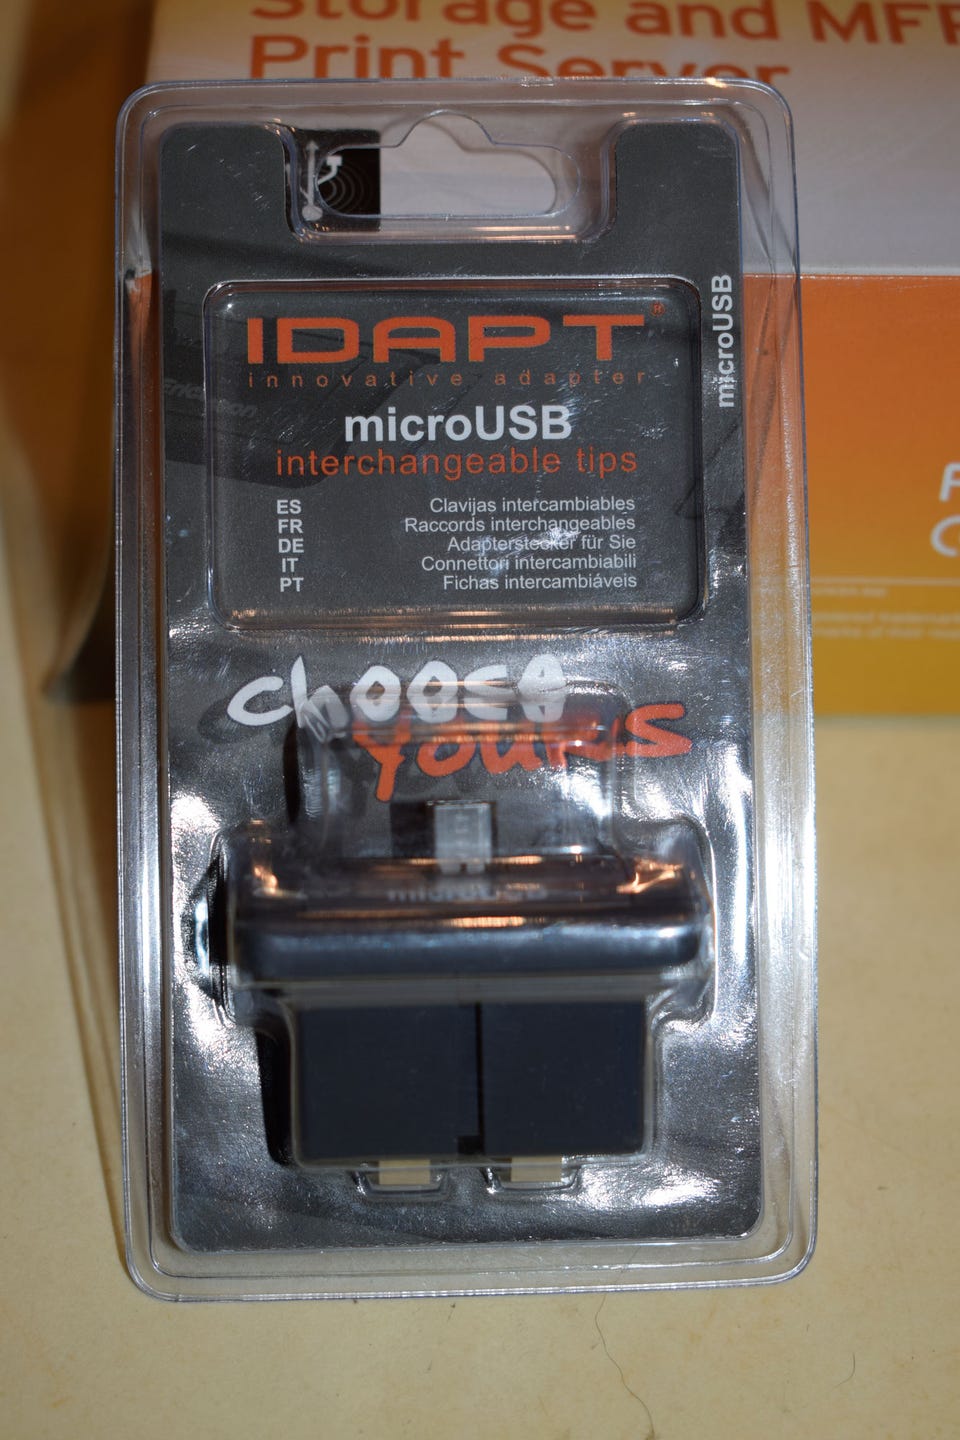 Storage and MFP
Print Server
IDAPT®
innovative adapter
microUSB
interchangeable tips
ES Clavijas intercambiables
FR Raccords interchangeables
DE Adapterstecker für Sie
IT Connettori intercambiabili
PT Fichas intercambiáveis
microUSB
choose
yours
microUSB